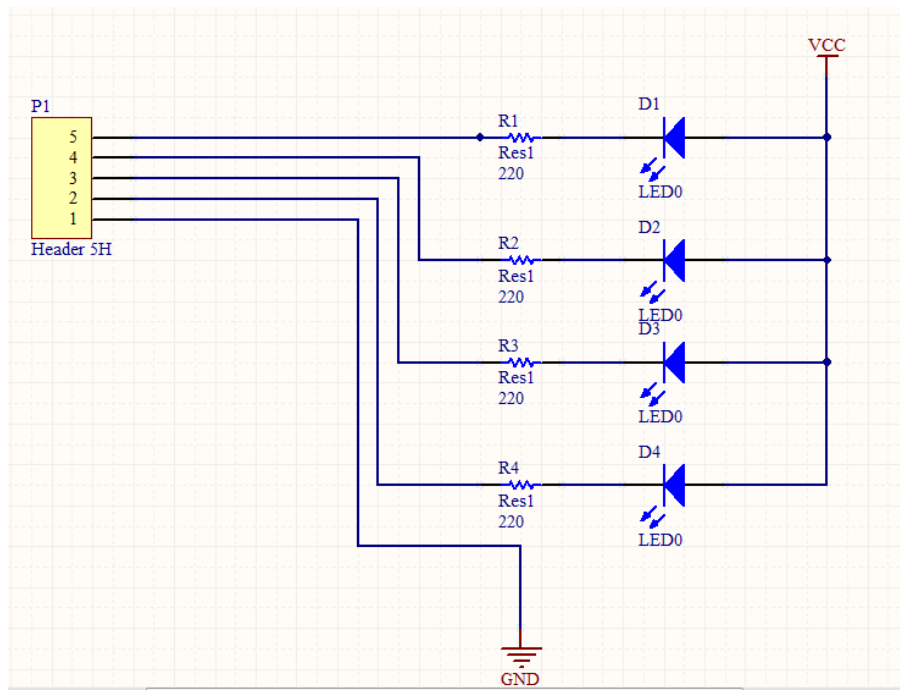 VCC
P1
5
4
3
2
1
Header 5H
R1
Res1
220
D1
LED0
R2
Res1
220
D2
LED0
R3
Res1
220
D3
LED0
R4
Res1
220
D4
LED0
GND